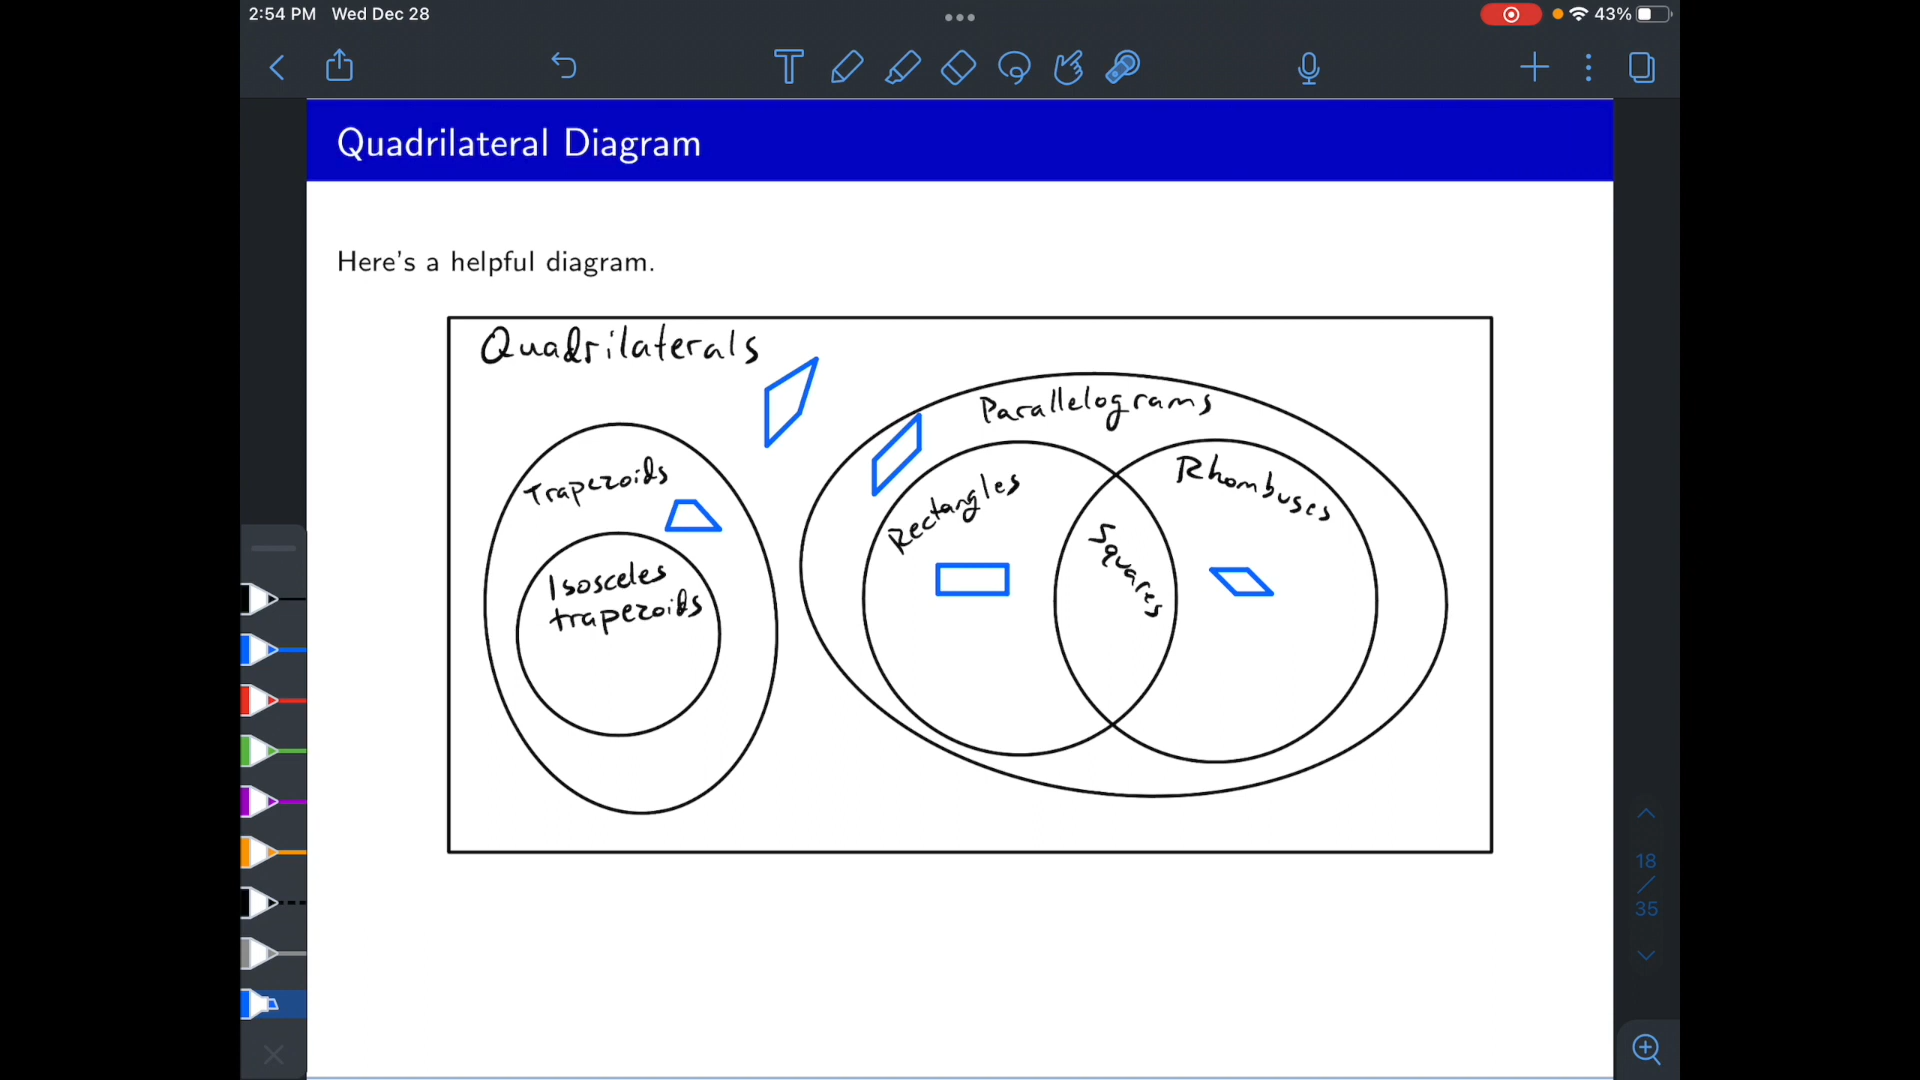 2:54 PM Wed Dec 28
43%
Quadrilateral Diagram
Here's a helpful diagram.
Quadrilaterals
Parallelograms
Trapezoids
Rectangles
Rhombuses
Squares
Isosceles
trapezoids
18
/
35